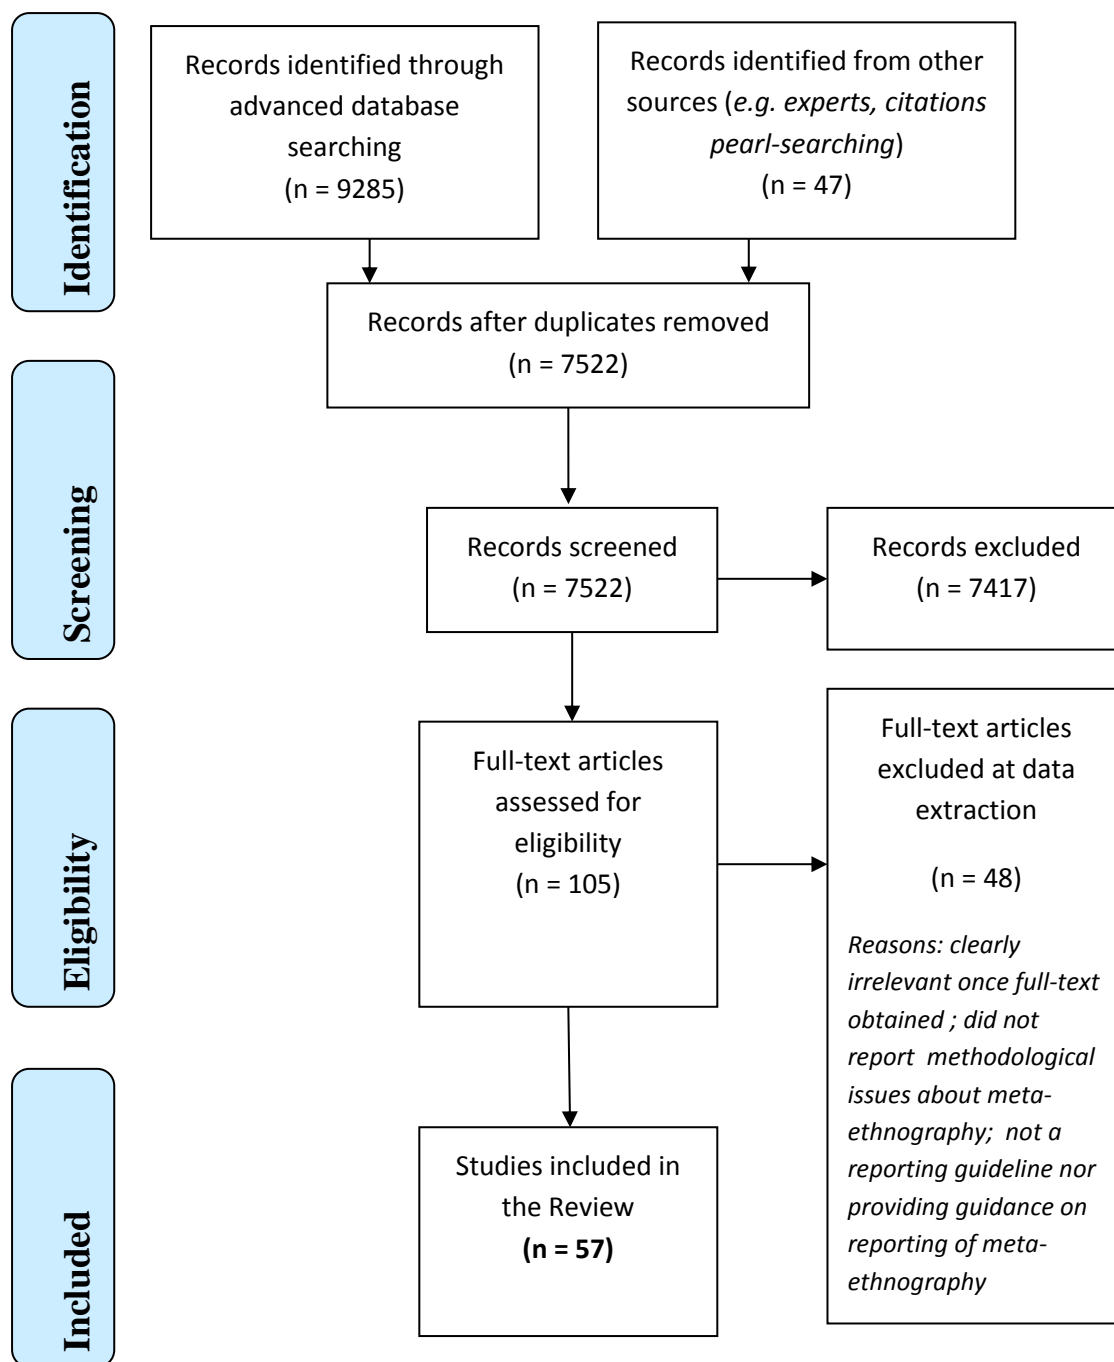 Identification
Records identified through
advanced database
searching
(n = 9285)
Records identified from other
sources (e.g. experts, citations
pearl-searching)
(n = 47)
Records after duplicates removed
(n = 7522)
Screening
Records screened
(n = 7522)
Records excluded
(n = 7417)
Eligibility
Full-text articles
assessed for
eligibility
(n = 105)
Full-text articles
excluded at data
extraction
(n = 48)
Reasons: clearly
irrelevant once full-text
obtained ; did not
report methodological
issues about meta-
ethnography; not a
reporting guideline nor
providing guidance on
reporting of meta-
ethnography
Included
Studies included in
the Review
(n = 57)